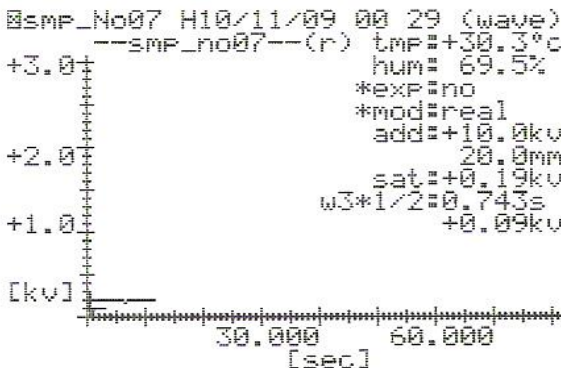 smp_No07 H10/11/09 00 29 (wave)
--smp_no07--(r) tmp:+30.3°c
+3.0 hum: 69.5%
*exp:no
*mod:real
add:+10.0kv
+2.0 20.0mm
sat:+0.19kv
w3*1/2:0.743s
+1.0 +0.09kv
[kv]
30.000 60.000
[sec]